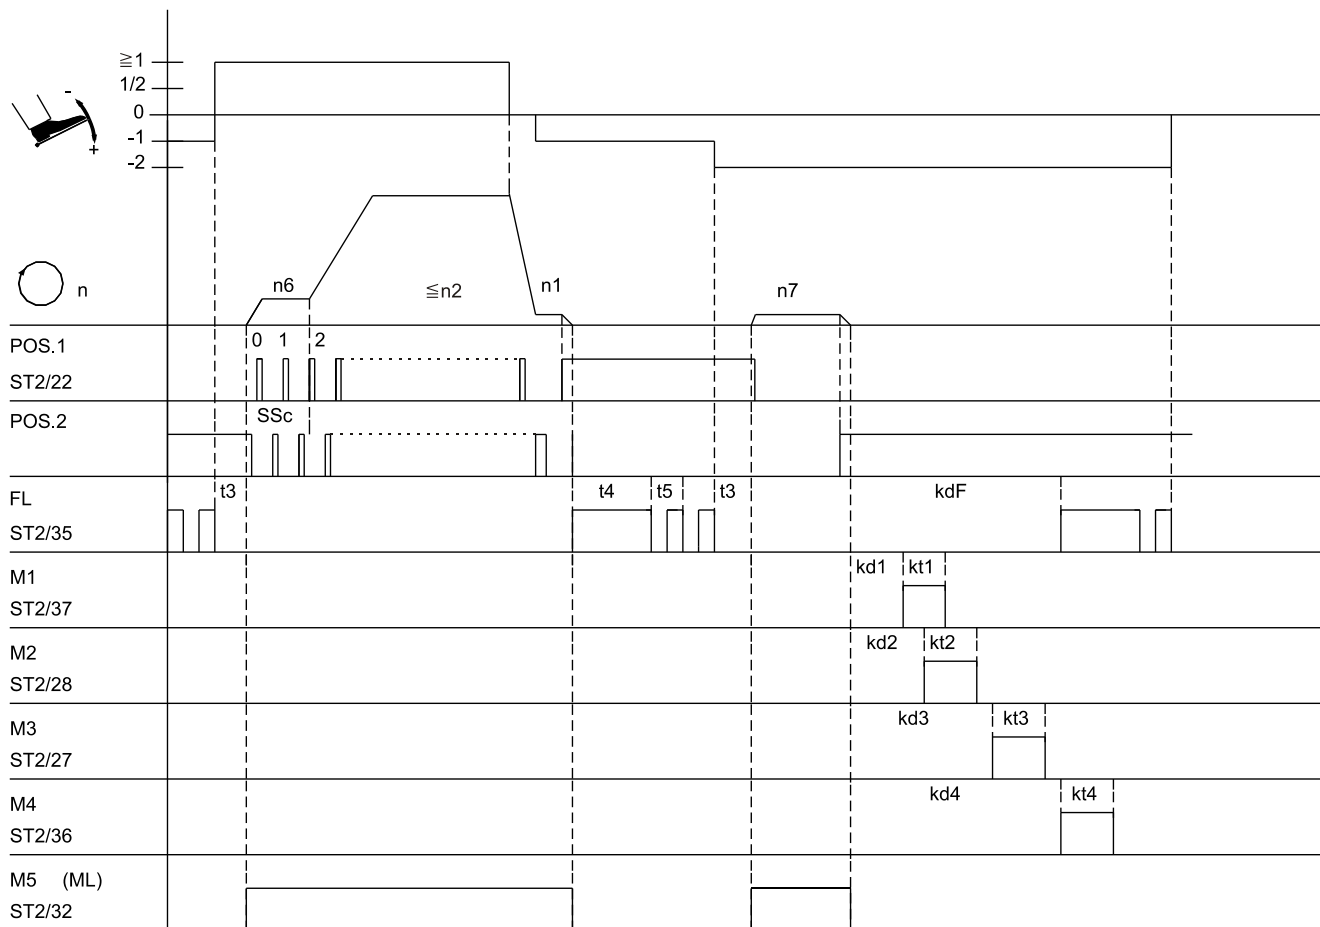 ≧1
1/2
0
-1
-2
-
+
n
n6
≦n2
n1
n7
POS.1
0 1 2
ST2/22
POS.2
SSc
FL
t3 t4 t5 t3 kdF
ST2/35
M1
kd1 kt1
ST2/37
M2
kd2 kt2
ST2/28
M3
kd3 kt3
ST2/27
M4
kd4 kt4
ST2/36
M5 (ML)
ST2/32